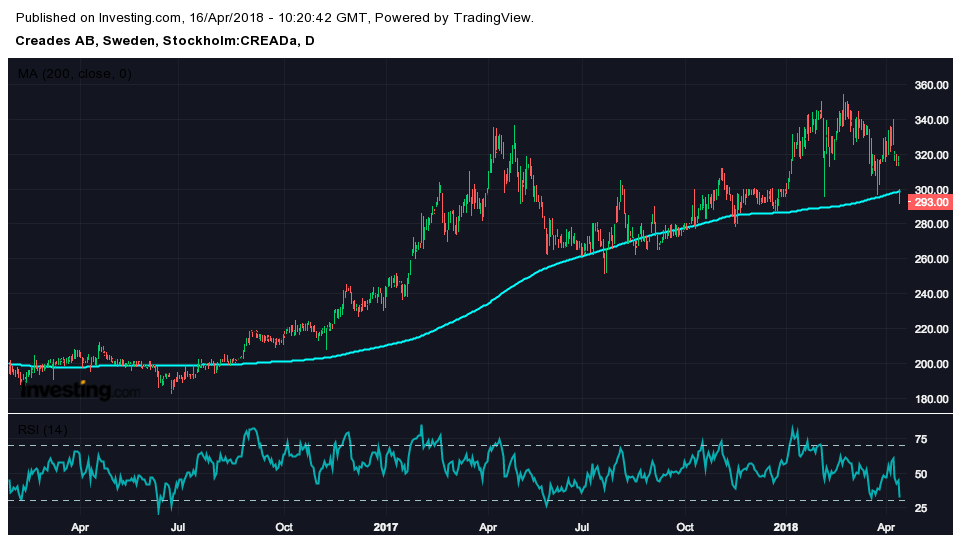 Published on Investing.com, 16/Apr/2018 - 10:20:42 GMT, Powered by TradingView.
Creades AB, Sweden, Stockholm:CREADa, D
MA (200, close, 0)
360.00
340.00
320.00
300.00
293.00
280.00
260.00
240.00
220.00
200.00
180.00
Investing.com
RSI (14)
75
50
25
Apr Jul Oct 2017 Apr Jul Oct 2018 Apr